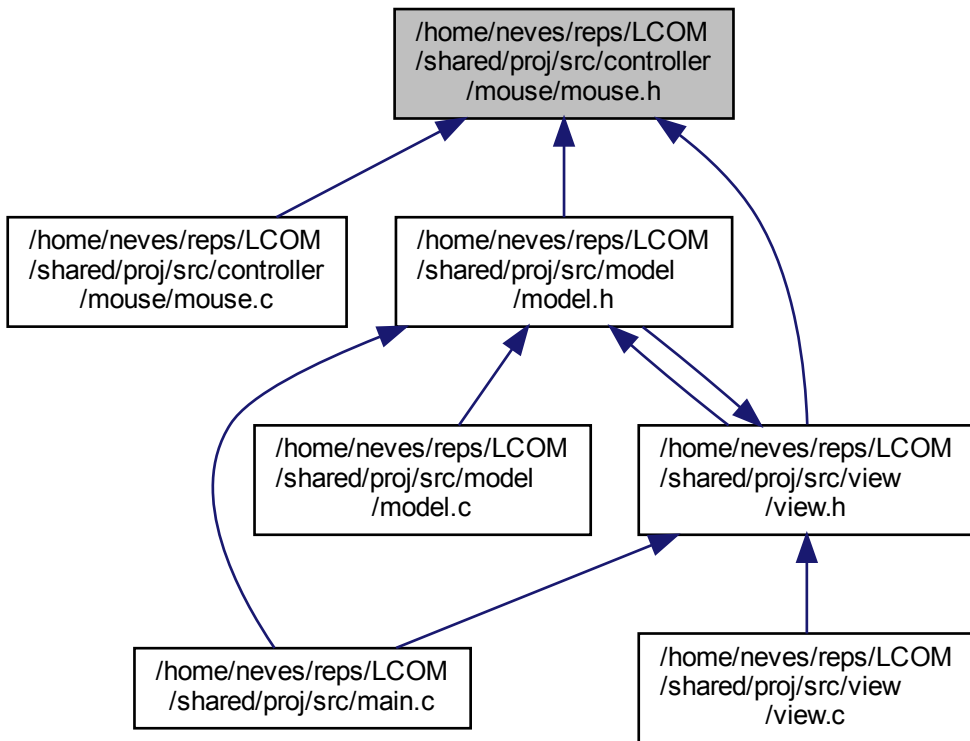 /home/neves/reps/LCOM
/shared/proj/src/controller
/mouse/mouse.h
/home/neves/reps/LCOM
/shared/proj/src/controller
/mouse/mouse.c
/home/neves/reps/LCOM
/shared/proj/src/model
/model.h
/home/neves/reps/LCOM
/shared/proj/src/model
/model.c
/home/neves/reps/LCOM
/shared/proj/src/view
/view.h
/home/neves/reps/LCOM
/shared/proj/src/main.c
/home/neves/reps/LCOM
/shared/proj/src/view
/view.c